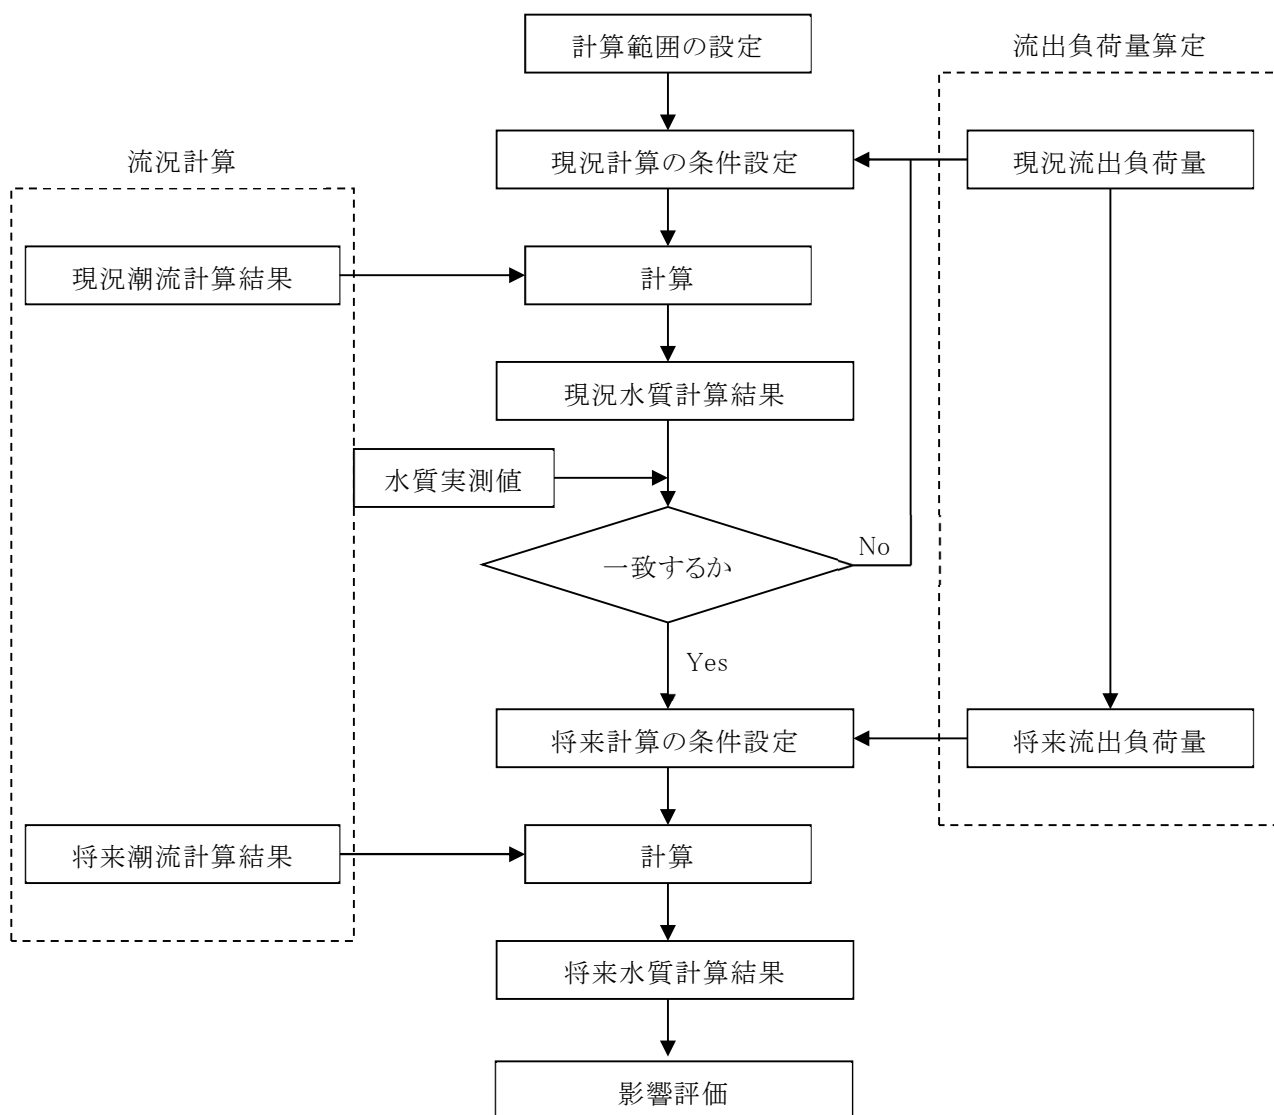 計算範囲の設定
流出負荷量算定
現況計算の条件設定
現況流出負荷量
流況計算
現況潮流計算結果
計算
現況水質計算結果
水質実測値
一致するか
No
Yes
将来計算の条件設定
将来流出負荷量
将来潮流計算結果
計算
将来水質計算結果
影響評価